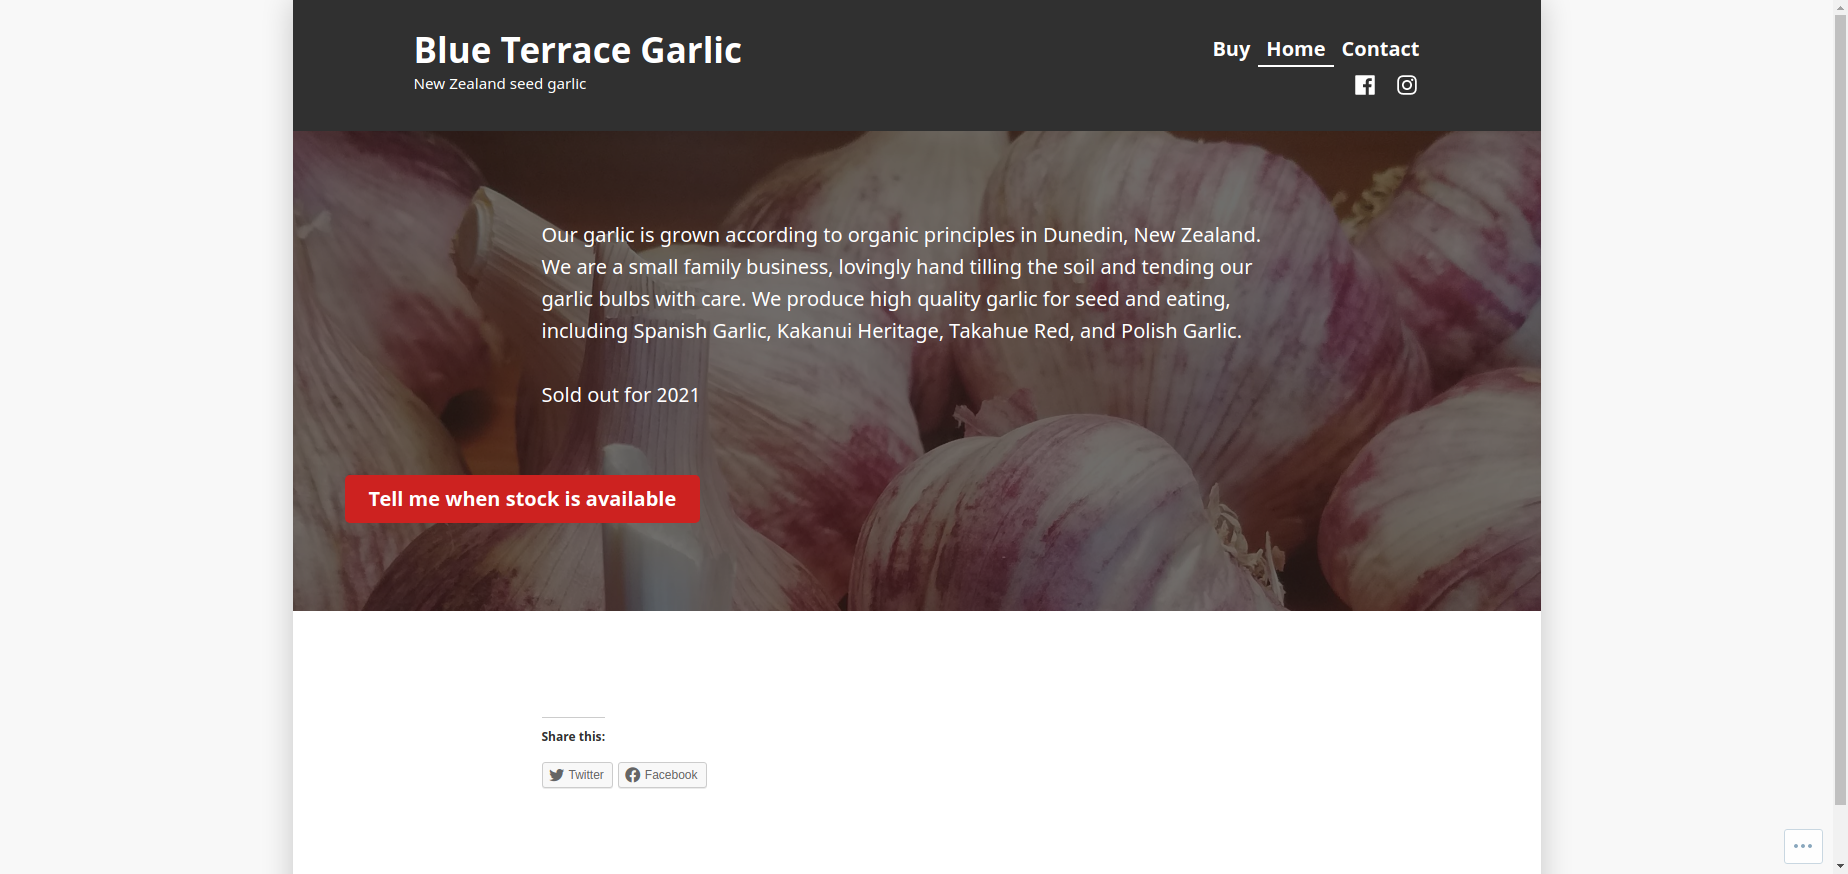 Blue Terrace Garlic
New Zealand seed garlic
Buy Home Contact
Our garlic is grown according to organic principles in Dunedin, New Zealand.
We are a small family business, lovingly hand tilling the soil and tending our
garlic bulbs with care. We produce high quality garlic for seed and eating,
including Spanish Garlic, Kakanui Heritage, Takahue Red, and Polish Garlic.
Sold out for 2021
Tell me when stock is available
Share this:
Twitter Facebook